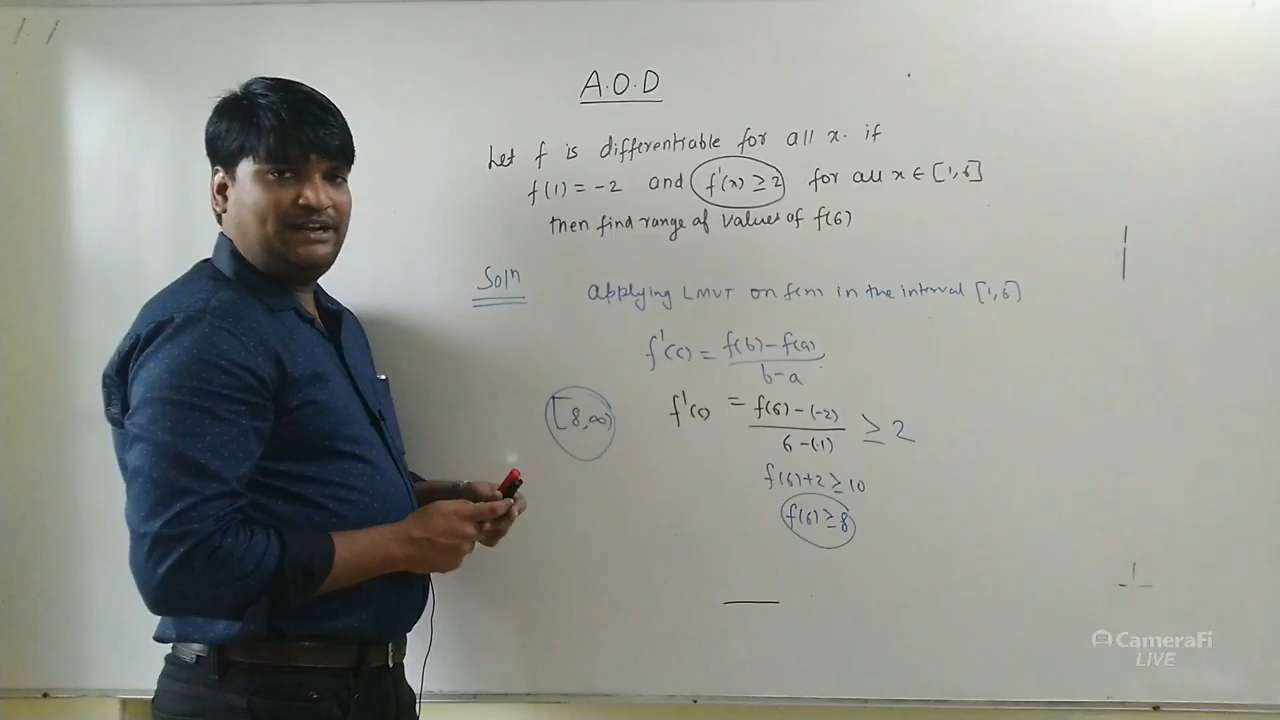 A.O.D
Let f is differentiable for all x. if
f(1) = -2 and f'(x) ≥ 2 for all x ∈ [1,6]
then find range of values of f(6)
Solⁿ
Applying LMVT on f(x) in the interval [1,6]
f'(c) = f(b) - f(a) / b-a
f'(c) = f(6) - (-2) / 6-(1) ≥ 2
[8,∞)
f(6)+2 ≥ 10
f(6) ≥ 8
CameraFi
LIVE